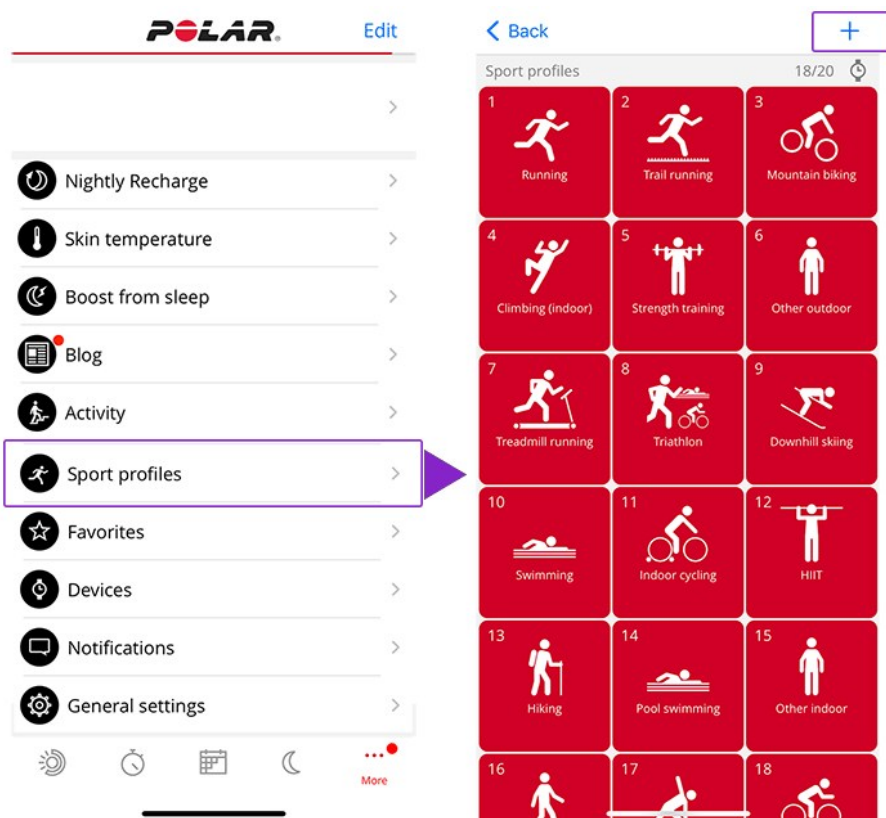 POLAR.
Edit
Nightly Recharge
Skin temperature
Boost from sleep
Blog
Activity
Sport profiles
Favorites
Devices
Notifications
General settings
More
Back
+
Sport profiles 18/20
1 2 3
Running Trail running Mountain biking
4 5 6
Climbing (indoor) Strength training Other outdoor
7 8 9
Treadmill running Triathlon Downhill skiing
10 11 12
Swimming Indoor cycling HIIT
13 14 15
Hiking Pool swimming Other indoor
16 17 18